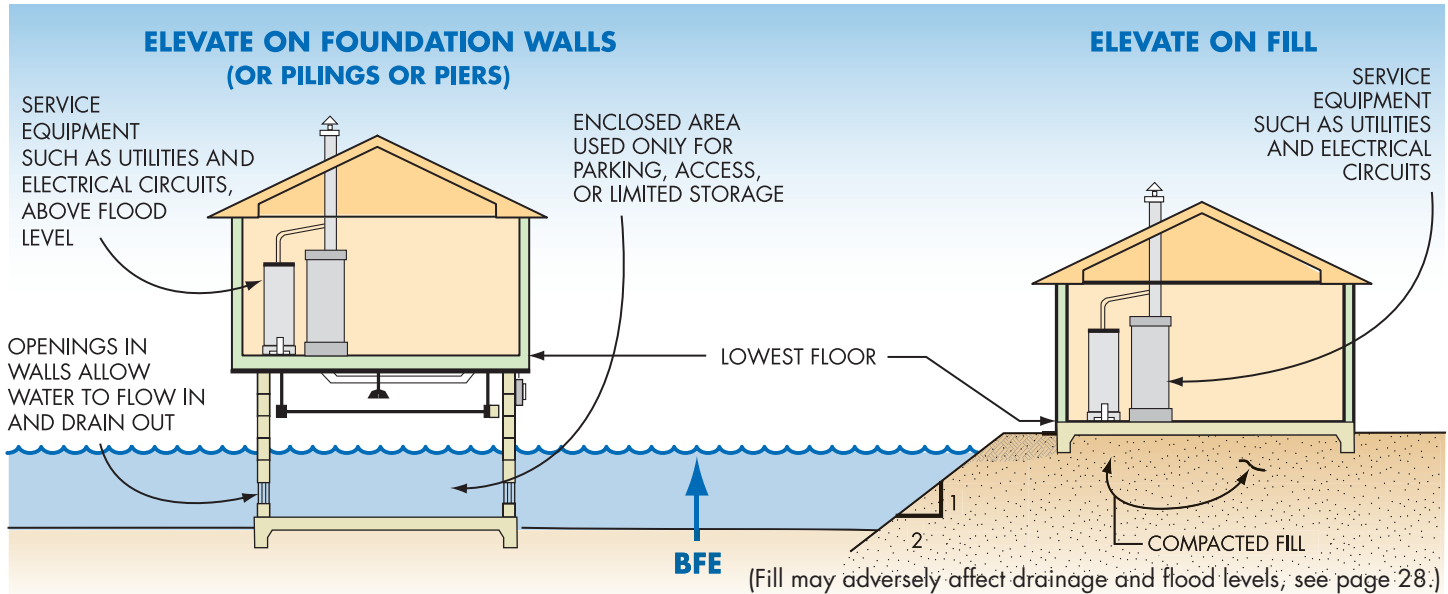 ELEVATE ON FOUNDATION WALLS
(OR PILINGS OR PIERS)
SERVICE
EQUIPMENT
SUCH AS UTILITIES AND
ELECTRICAL CIRCUITS,
ABOVE FLOOD
LEVEL
ENCLOSED AREA
USED ONLY FOR
PARKING, ACCESS,
OR LIMITED STORAGE
OPENINGS IN
WALLS ALLOW
WATER TO FLOW IN
AND DRAIN OUT
LOWEST FLOOR
BFE
ELEVATE ON FILL
SERVICE
EQUIPMENT
SUCH AS UTILITIES
AND ELECTRICAL
CIRCUITS
1
2
COMPACTED FILL
(Fill may adversely affect drainage and flood levels, see page 28.)